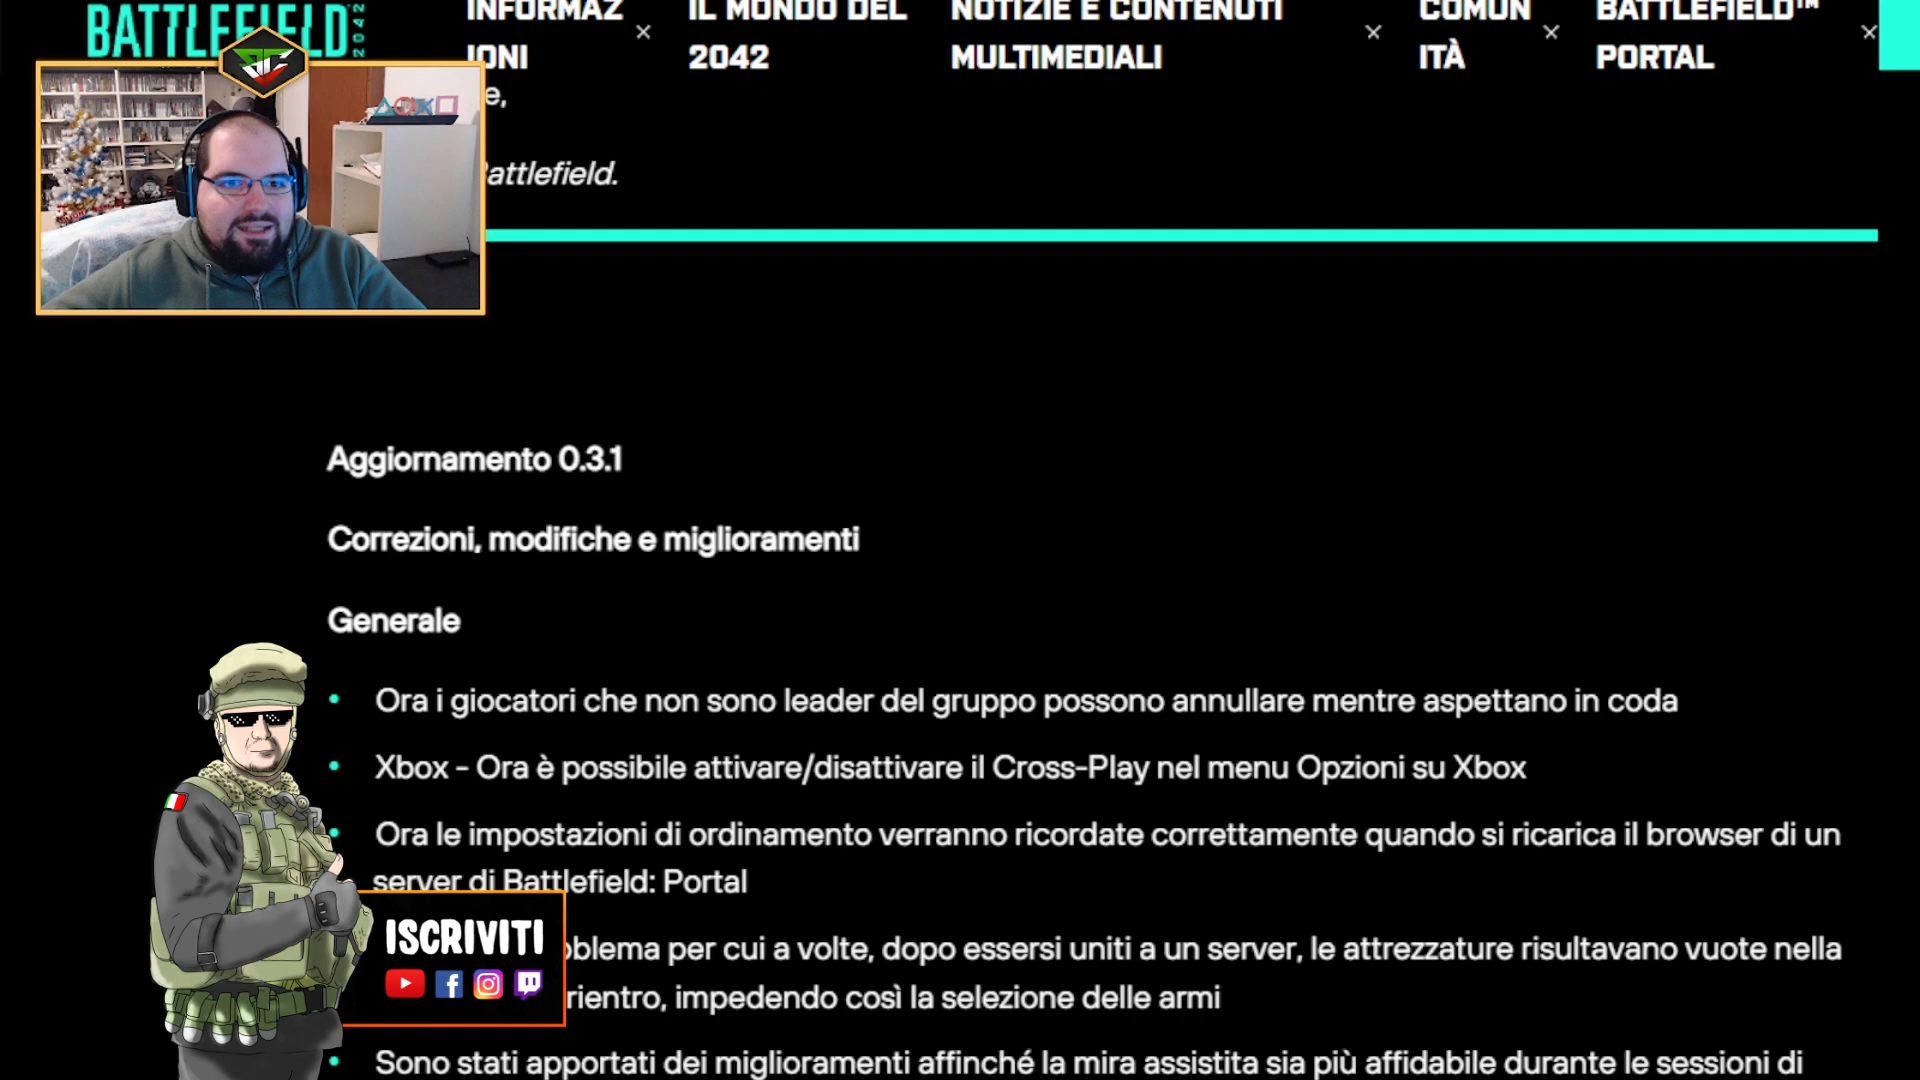 BATTLEFIELD 2042
INFORMAZ
IONI
IL MONDO DEL
2042
NOTIZIE E CONTENUTI
MULTIMEDIALI
COMUN
ITÀ
BATTLEFIELD™
PORTAL
e,
Battlefield.
Aggiornamento 0.3.1
Correzioni, modifiche e miglioramenti
Generale
• Ora i giocatori che non sono leader del gruppo possono annullare mentre aspettano in coda
• Xbox - Ora è possibile attivare/disattivare il Cross-Play nel menu Opzioni su Xbox
• Ora le impostazioni di ordinamento verranno ricordate correttamente quando si ricarica il browser di un
server di Battlefield: Portal
oblema per cui a volte, dopo essersi uniti a un server, le attrezzature risultavano vuote nella
rientro, impedendo così la selezione delle armi
• Sono stati apportati dei miglioramenti affinché la mira assistita sia più affidabile durante le sessioni di
ISCRIVITI